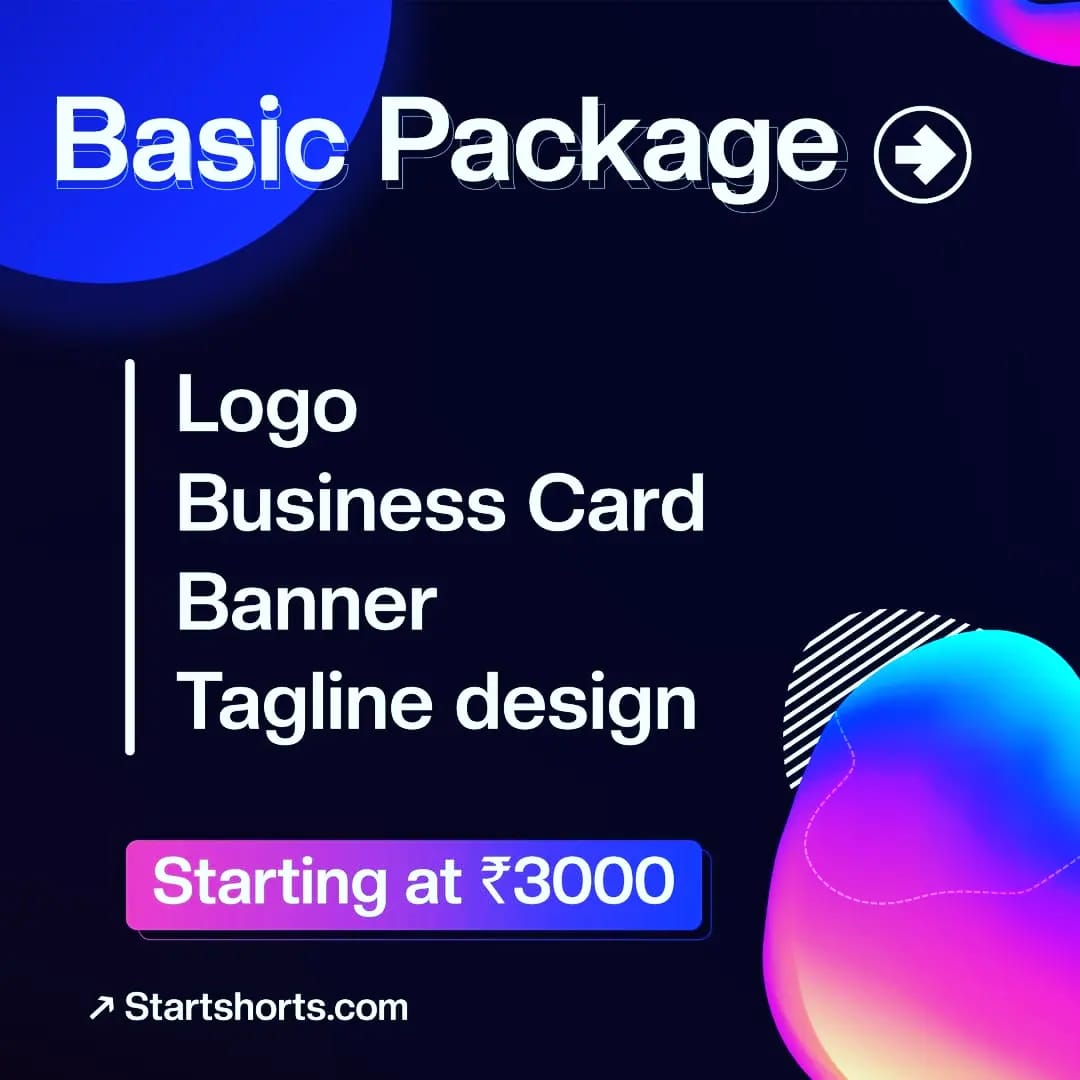 Basic Package
Logo
Business Card
Banner
Tagline design
Starting at ₹3000
↗ Startshorts.com